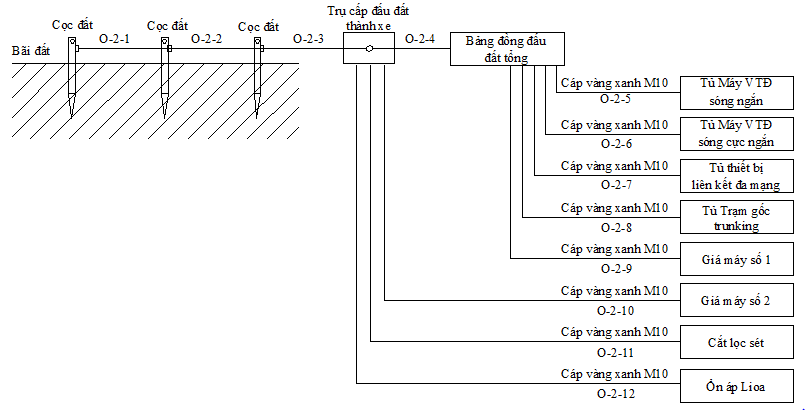 Trụ cấp đấu đất
thành xe
Cọc đất
Cọc đất
Cọc đất
Bãi đất
O-2-1
O-2-2
O-2-3
O-2-4
Bảng đồng đấu
đất tổng
Cáp vàng xanh M10
O-2-5
Tủ Máy VTĐ
sóng ngắn
Cáp vàng xanh M10
O-2-6
Tủ Máy VTĐ
sóng cực ngắn
Cáp vàng xanh M10
O-2-7
Tủ thiết bị
liên kết đa mạng
Cáp vàng xanh M10
O-2-8
Tủ Trạm gốc
trunking
Cáp vàng xanh M10
O-2-9
Giá máy số 1
Cáp vàng xanh M10
O-2-10
Giá máy số 2
Cáp vàng xanh M10
O-2-11
Cắt lọc sét
Cáp vàng xanh M10
O-2-12
Ổn áp Lioa